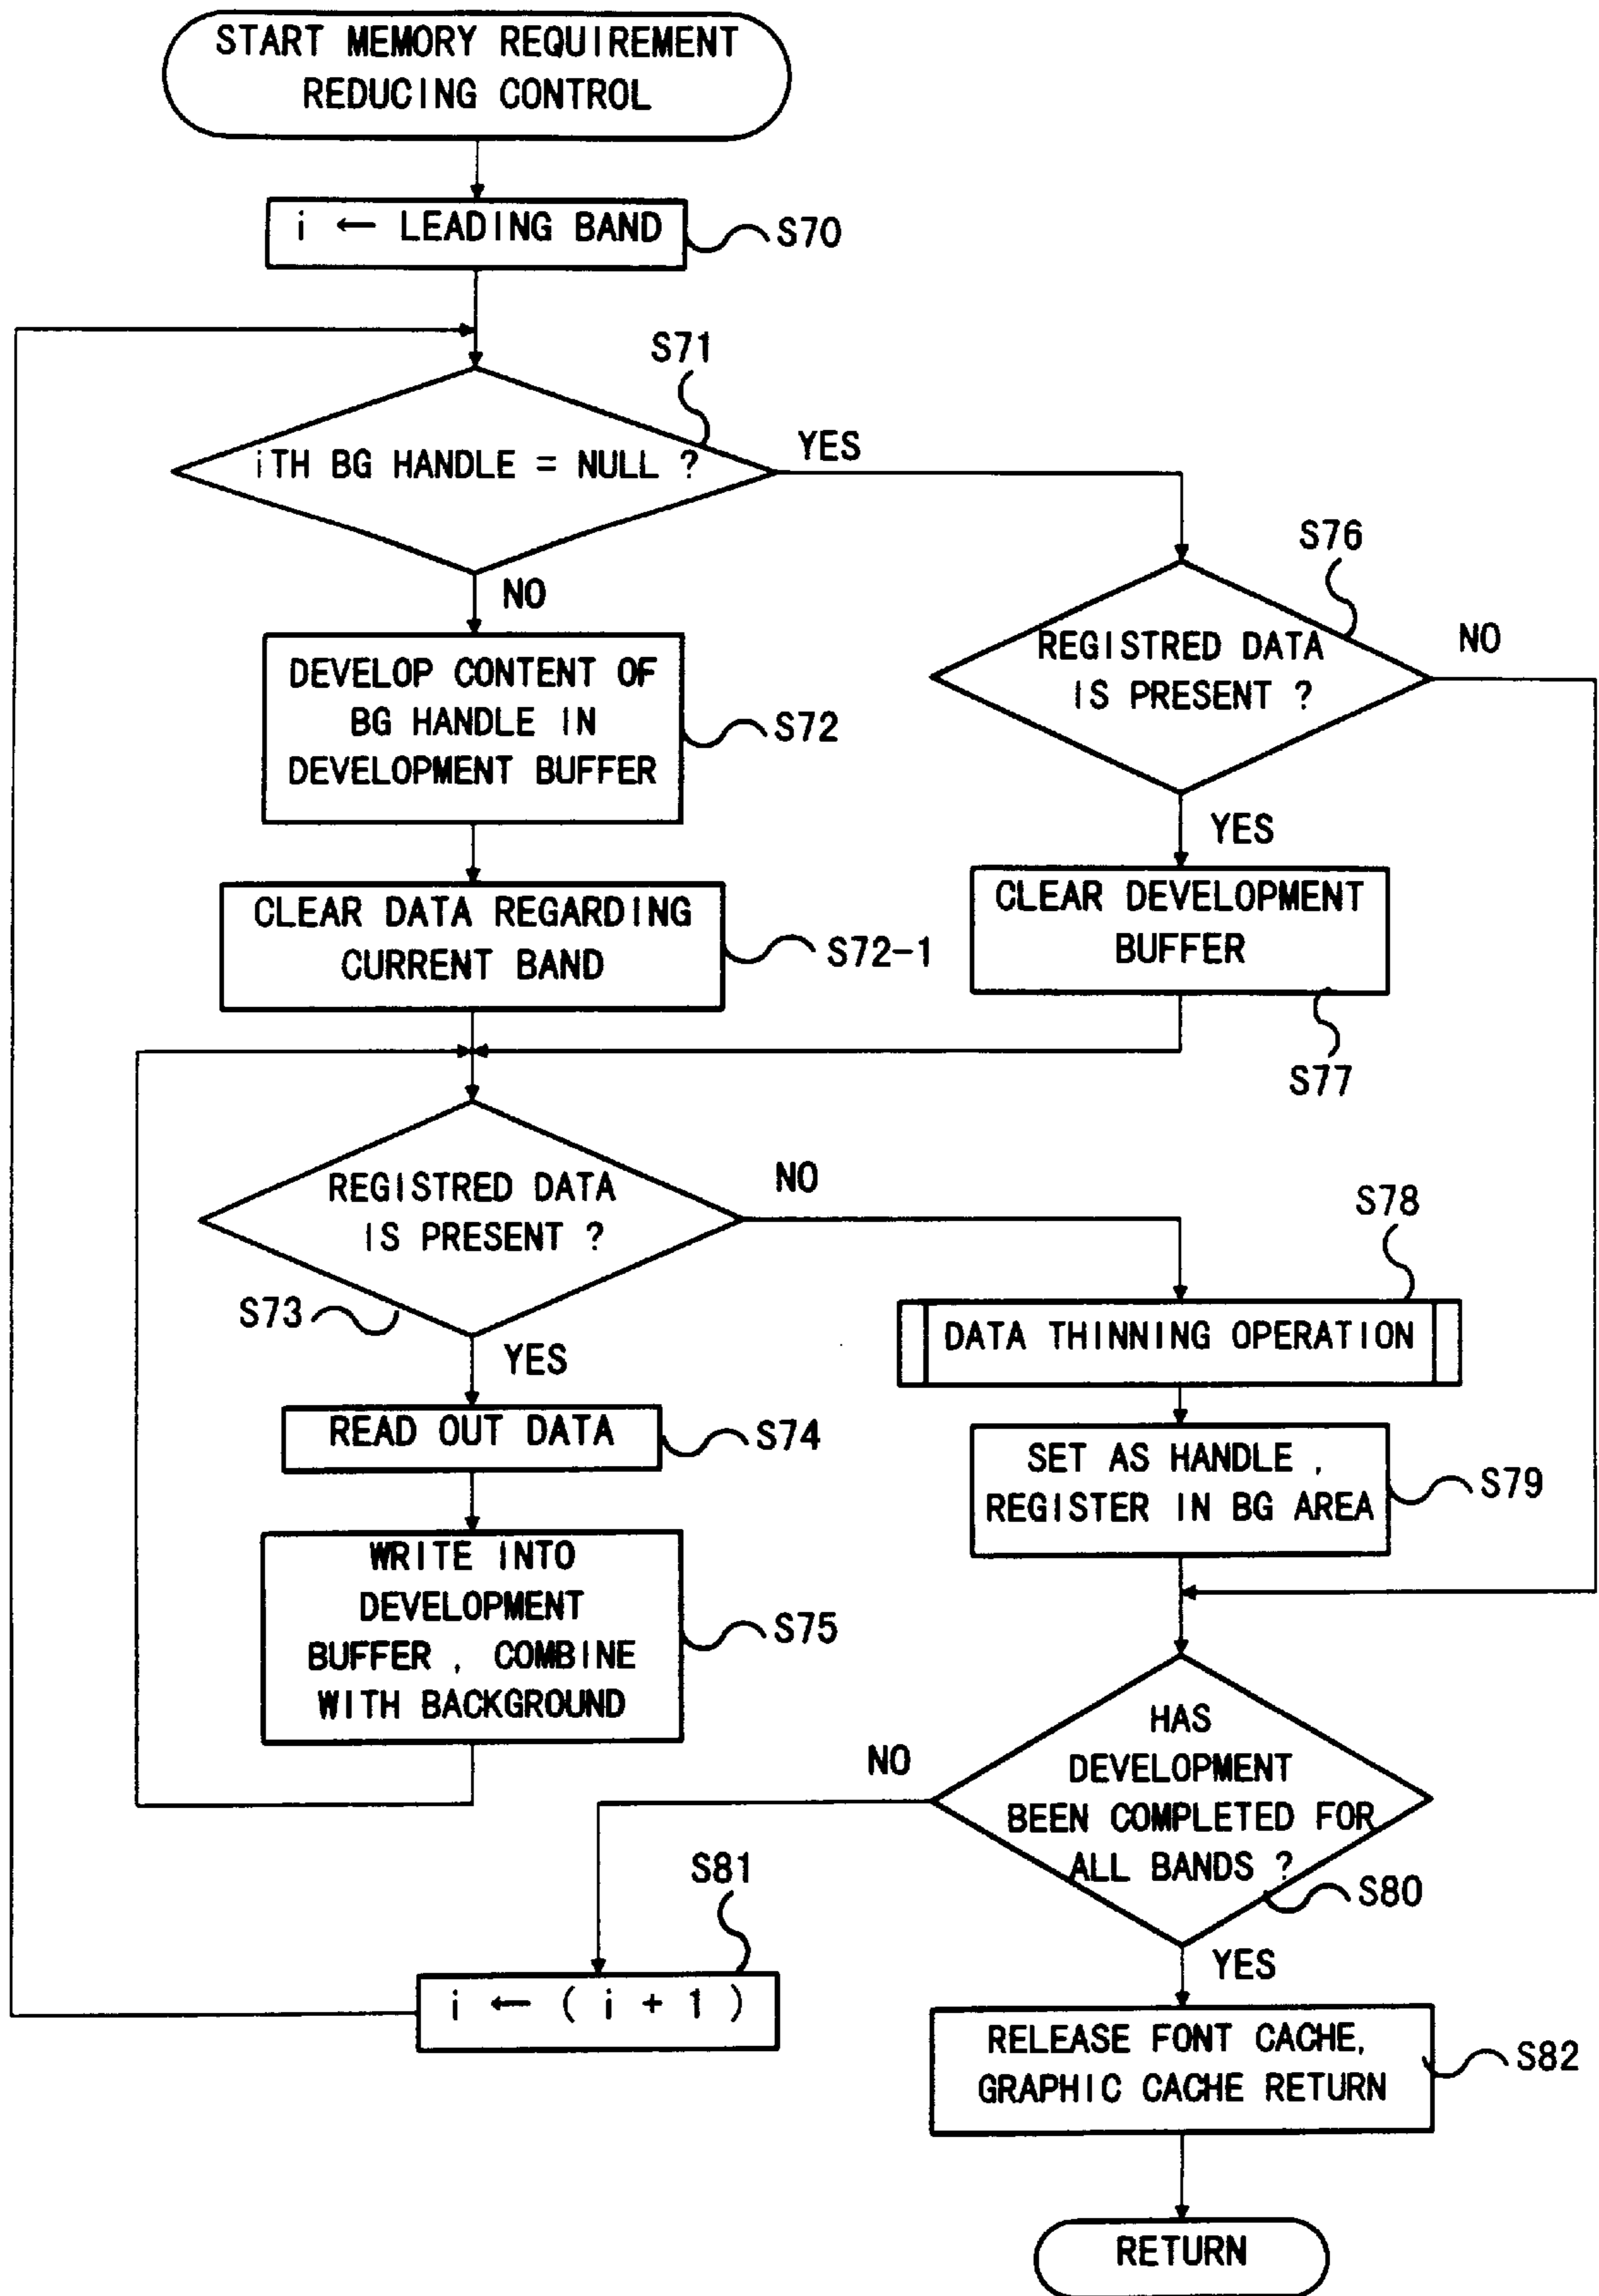 START MEMORY REQUIREMENT
REDUCING CONTROL
i ← LEADING BAND
S70
S71
iTH BG HANDLE = NULL ?
YES
NO
S76
REGISTRED DATA
IS PRESENT ?
NO
YES
DEVELOP CONTENT OF
BG HANDLE IN
DEVELOPMENT BUFFER
S72
CLEAR DATA REGARDING
CURRENT BAND
S72-1
CLEAR DEVELOPMENT
BUFFER
S77
REGISTRED DATA
IS PRESENT ?
NO
S73
YES
S78
DATA THINNING OPERATION
READ OUT DATA
S74
SET AS HANDLE ,
REGISTER IN BG AREA
S79
WRITE INTO
DEVELOPMENT
BUFFER , COMBINE
WITH BACKGROUND
S75
HAS
DEVELOPMENT
BEEN COMPLETED FOR
ALL BANDS ?
NO
S80
YES
S81
i ← ( i + 1 )
RELEASE FONT CACHE,
GRAPHIC CACHE RETURN
S82
RETURN